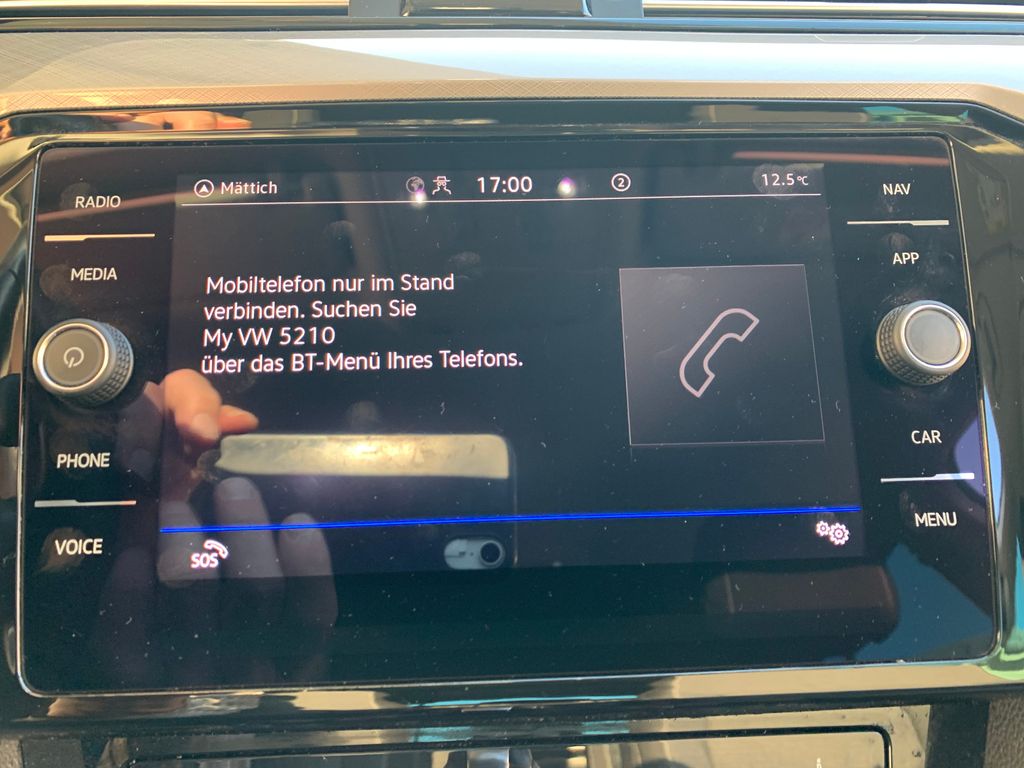 Mättich 17:00 2 12.5°C
RADIO
MEDIA
PHONE
VOICE
Mobiltelefon nur im Stand
verbinden. Suchen Sie
My VW 5210
über das BT-Menü Ihres Telefons.
SOS
NAV
APP
CAR
MENU